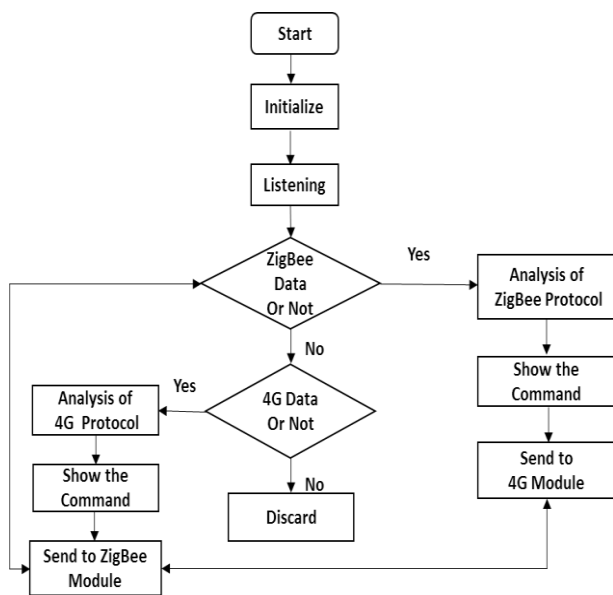 Start
Initialize
Listening
ZigBee
Data
Or Not
Yes
Analysis of
ZigBee Protocol
No
Show the
Command
Yes
Analysis of
4G Protocol
4G Data
Or Not
Send to
4G Module
Show the
Command
No
Discard
Send to ZigBee
Module